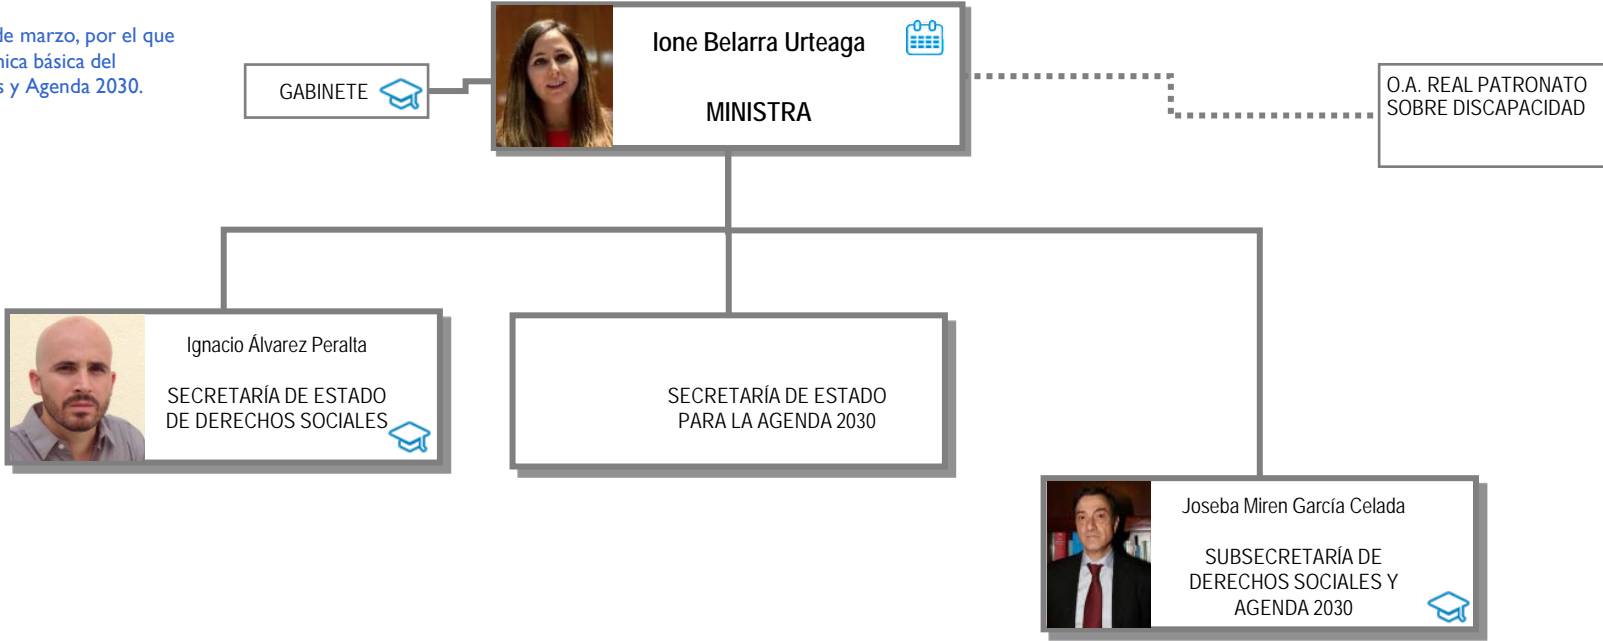 de marzo, por el que
básica del
y Agenda 2030.
GABINETE
Ione Belarra Urteaga
MINISTRA
O.A. REAL PATRONATO
SOBRE DISCAPACIDAD
Ignacio Álvarez Peralta
SECRETARÍA DE ESTADO
DE DERECHOS SOCIALES
SECRETARÍA DE ESTADO
PARA LA AGENDA 2030
Joseba Miren García Celada
SUBSECRETARÍA DE
DERECHOS SOCIALES Y
AGENDA 2030